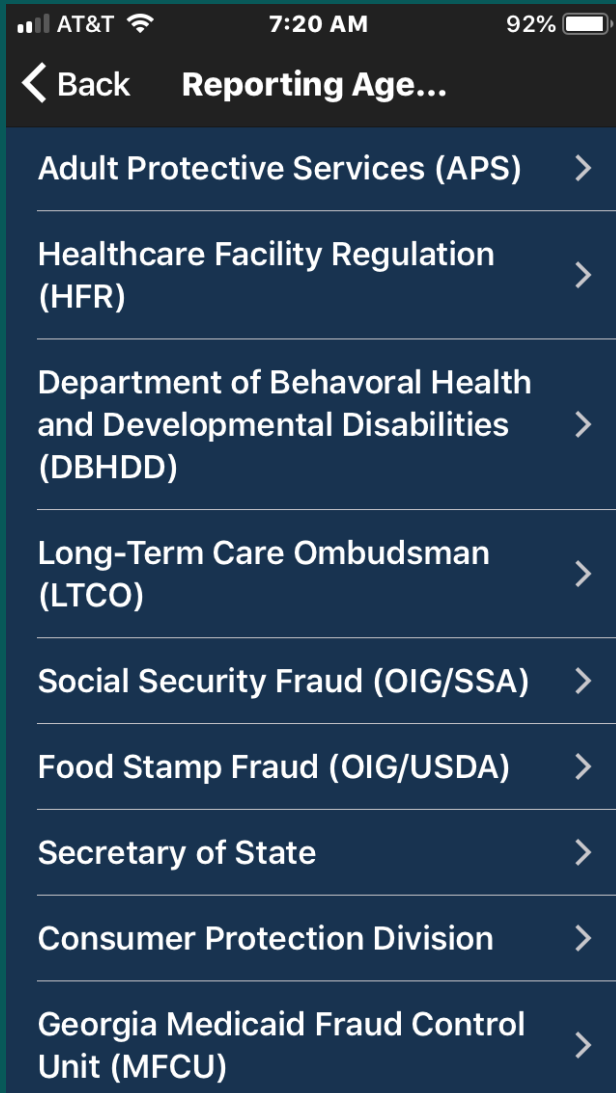 AT&T 7:20 AM 92%
Back Reporting Age...
Adult Protective Services (APS)
Healthcare Facility Regulation
(HFR)
Department of Behavoral Health
and Developmental Disabilities
(DBHDD)
Long-Term Care Ombudsman
(LTCO)
Social Security Fraud (OIG/SSA)
Food Stamp Fraud (OIG/USDA)
Secretary of State
Consumer Protection Division
Georgia Medicaid Fraud Control
Unit (MFCU)